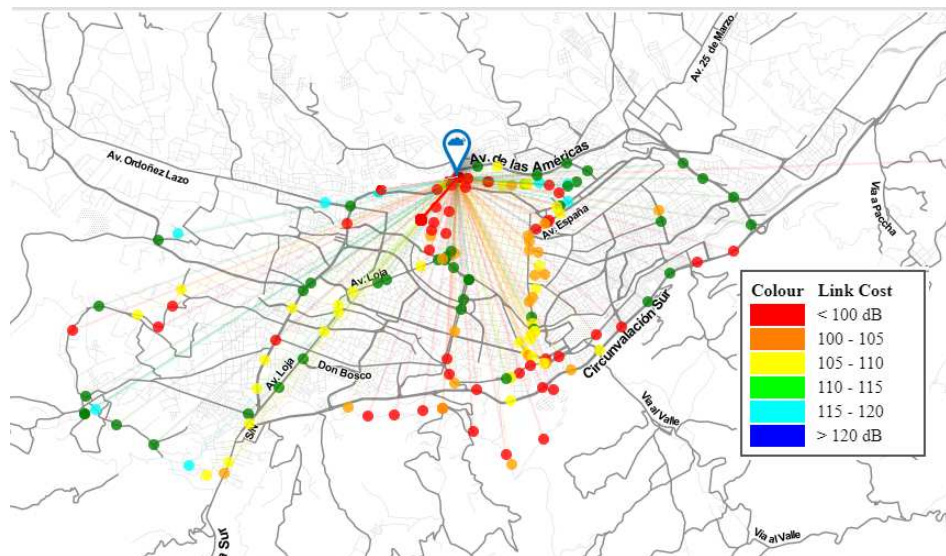 Av. 25 de Marzo
Av. Ordoñez Lazo
Av. de las Américas
Vía a Paccha
Av. España
Av. Loja
Colour Link Cost
< 100 dB
100 - 105
105 - 110
110 - 115
115 - 120
> 120 dB
Circunvalación Sur
Don Bosco
Av. Loja
S/N
Vía al Valle
Sur
Vía al Valle